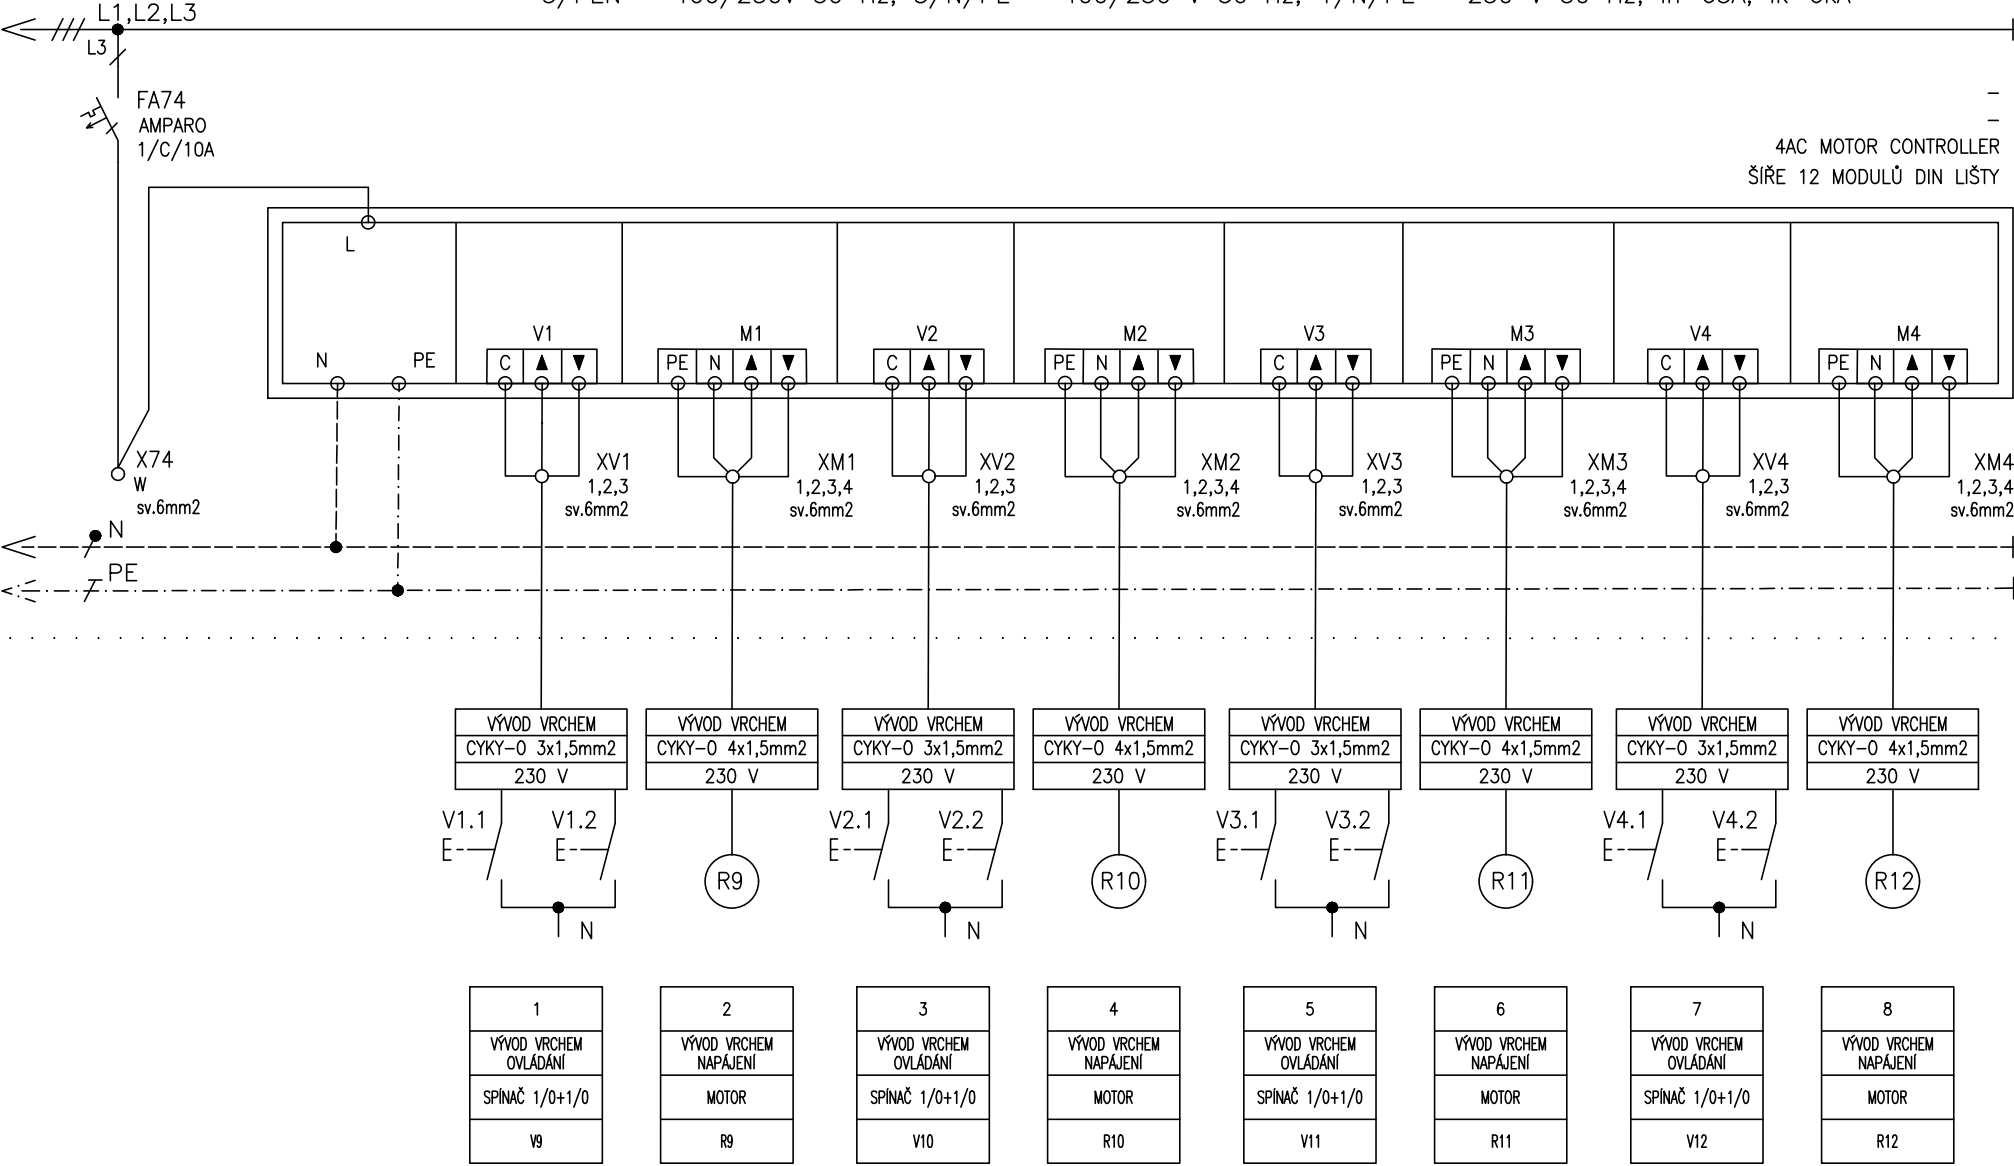 L1,L2,L3
L3
FA74
AMPARO
1/C/10A
4AC MOTOR CONTROLLER
ŠÍŘE 12 MODULŮ DIN LIŠTY
L
N PE
V1 M1 V2 M2 V3 M3 V4 M4
C ▲ ▼ PE N ▲ ▼ C ▲ ▼ PE N ▲ ▼ C ▲ ▼ PE N ▲ ▼ C ▲ ▼ PE N ▲ ▼
X74
W
sv.6mm2
XV1
1,2,3
sv.6mm2
XM1
1,2,3,4
sv.6mm2
XV2
1,2,3
sv.6mm2
XM2
1,2,3,4
sv.6mm2
XV3
1,2,3
sv.6mm2
XM3
1,2,3,4
sv.6mm2
XV4
1,2,3
sv.6mm2
XM4
1,2,3,4
sv.6mm2
N
PE
VÝVOD VRCHEM
CYKY-O 3x1,5mm2
230 V
VÝVOD VRCHEM
CYKY-O 4x1,5mm2
230 V
VÝVOD VRCHEM
CYKY-O 3x1,5mm2
230 V
VÝVOD VRCHEM
CYKY-O 4x1,5mm2
230 V
VÝVOD VRCHEM
CYKY-O 3x1,5mm2
230 V
VÝVOD VRCHEM
CYKY-O 4x1,5mm2
230 V
VÝVOD VRCHEM
CYKY-O 3x1,5mm2
230 V
VÝVOD VRCHEM
CYKY-O 4x1,5mm2
230 V
V1.1 V1.2 V2.1 V2.2 V3.1 V3.2 V4.1 V4.2
R9 R10 R11 R12
N N N N
1
VÝVOD VRCHEM
OVLÁDÁNÍ
SPÍNAČ 1/0+1/0
V9
2
VÝVOD VRCHEM
NAPÁJENÍ
MOTOR
R9
3
VÝVOD VRCHEM
OVLÁDÁNÍ
SPÍNAČ 1/0+1/0
V10
4
VÝVOD VRCHEM
NAPÁJENÍ
MOTOR
R10
5
VÝVOD VRCHEM
OVLÁDÁNÍ
SPÍNAČ 1/0+1/0
V11
6
VÝVOD VRCHEM
NAPÁJENÍ
MOTOR
R11
7
VÝVOD VRCHEM
OVLÁDÁNÍ
SPÍNAČ 1/0+1/0
V12
8
VÝVOD VRCHEM
NAPÁJENÍ
MOTOR
R12